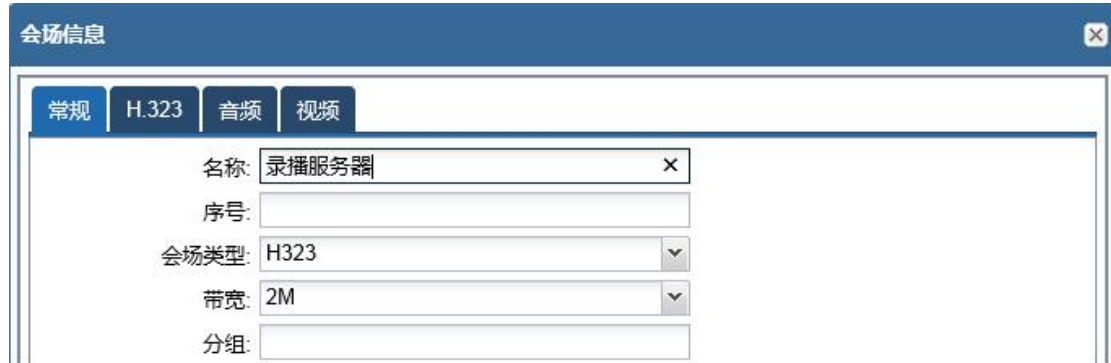 会场信息
常规 H.323 音频 视频
名称: 录播服务器
序号:
会场类型: H323
带宽: 2M
分组: